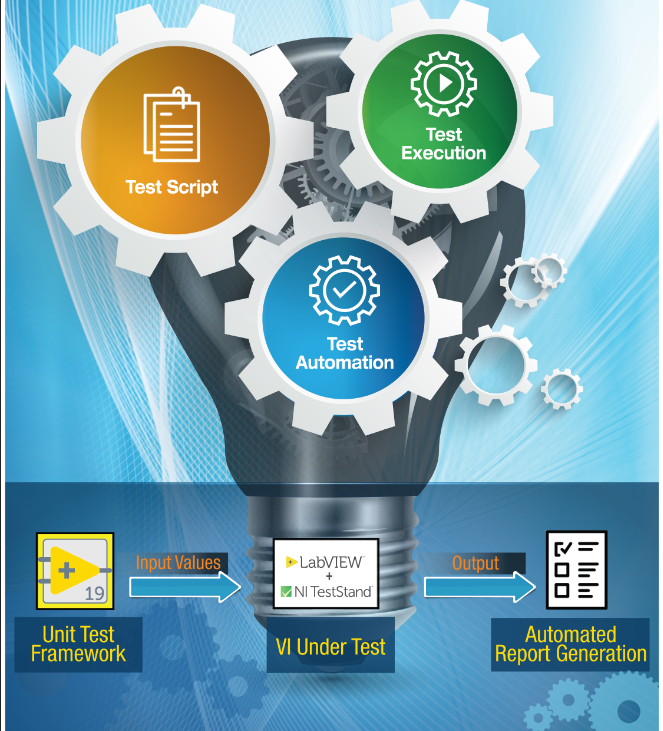 Test Script
Test
Execution
Test
Automation
19
Input Values
LabVIEW™
+
NI TestStand
Output
Unit Test
Framework
VI Under Test
Automated
Report Generation